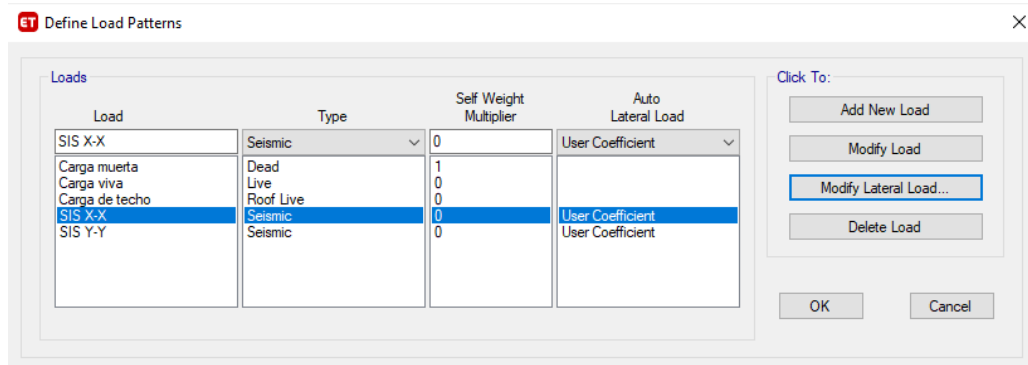 ET Define Load Patterns
Loads
Click To:
Load Type Self Weight Multiplier Auto Lateral Load
SIS X-X Seismic 0 User Coefficient
Carga muerta Dead 1
Carga viva Live 0
Carga de techo Roof Live 0
SIS X-X Seismic 0 User Coefficient
SIS Y-Y Seismic 0 User Coefficient
Add New Load
Modify Load
Modify Lateral Load...
Delete Load
OK Cancel